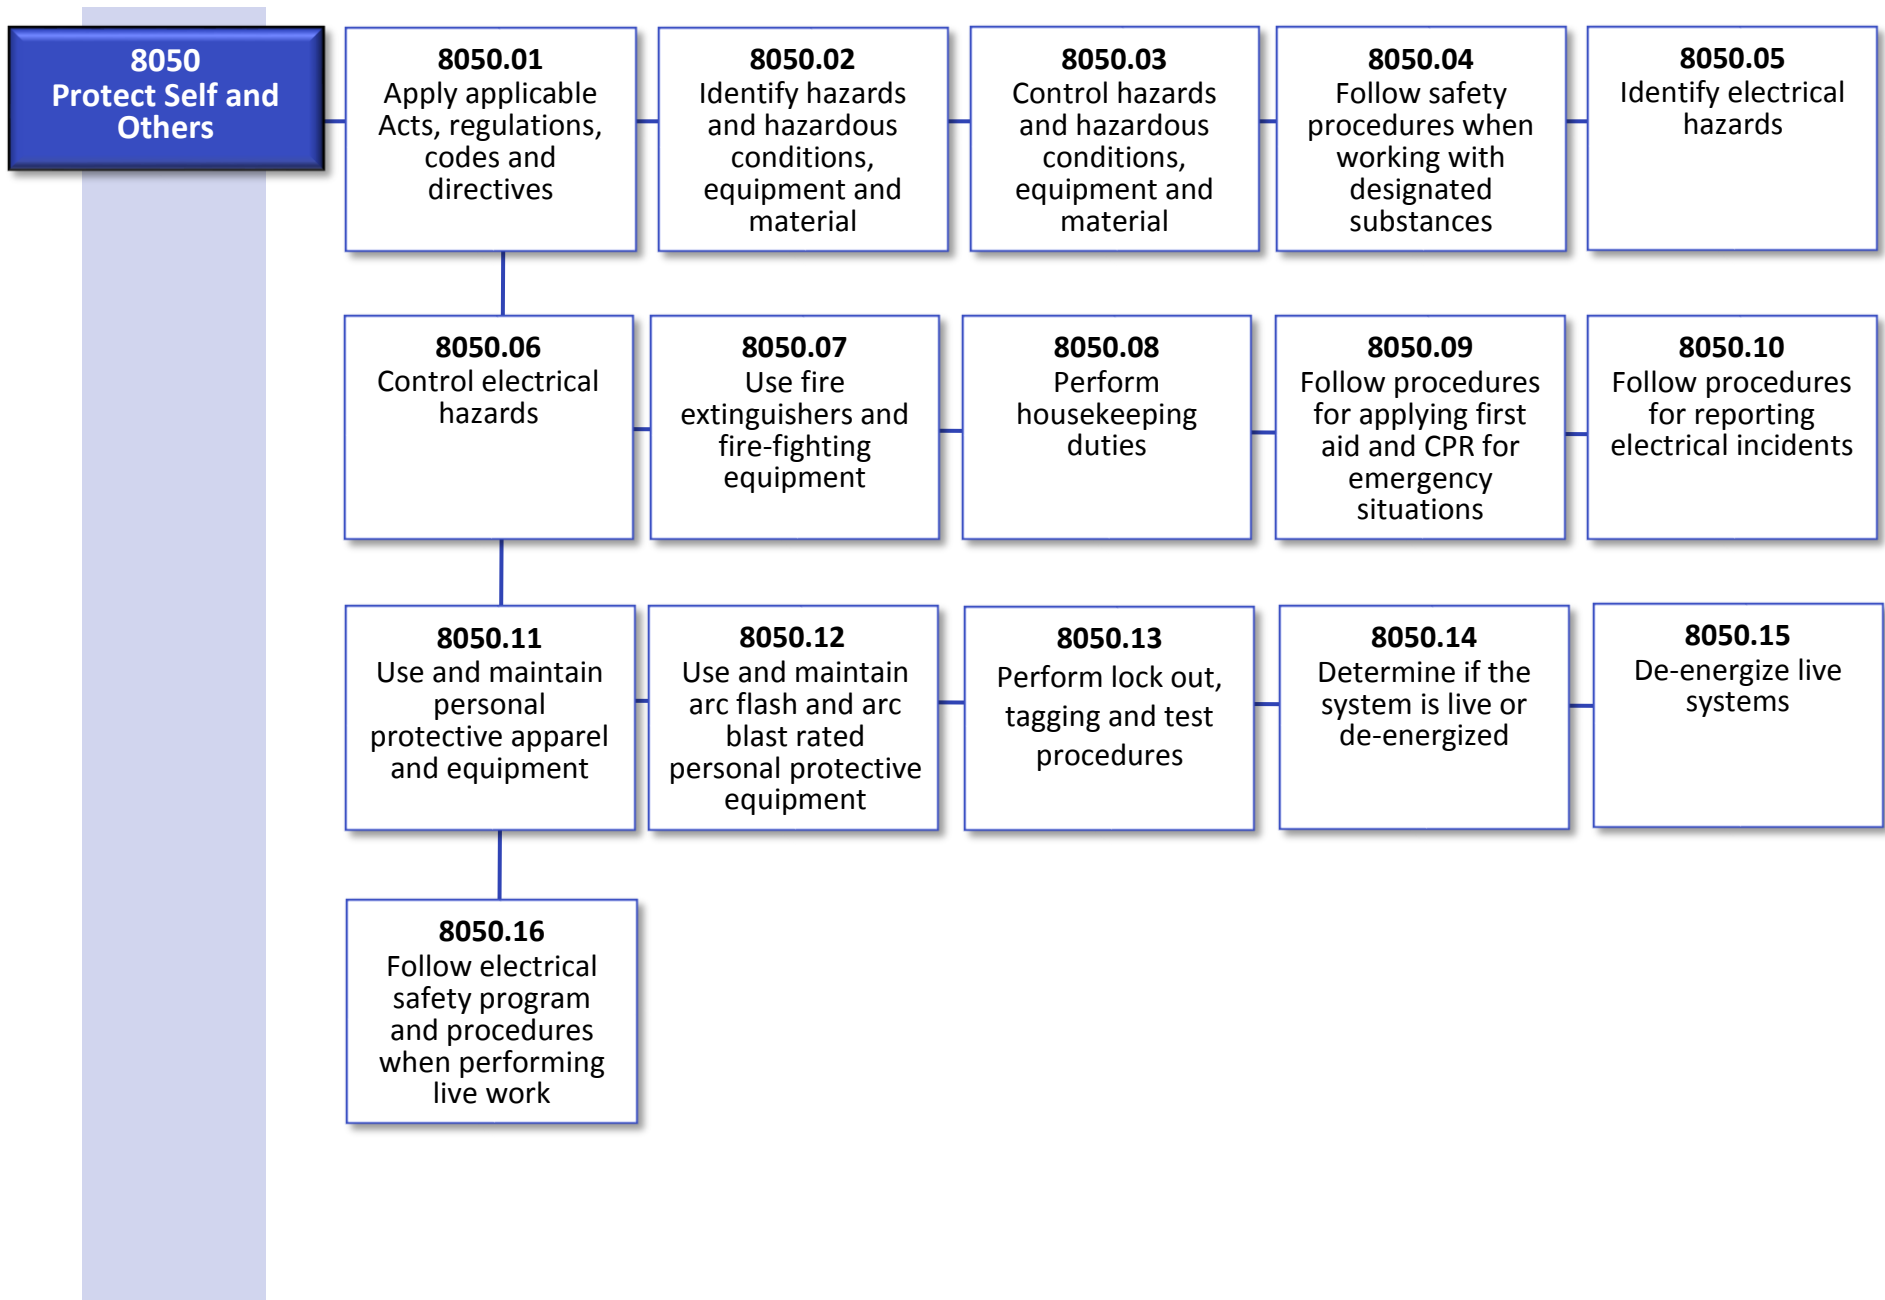 8050
Protect Self and
Others
8050.01
Apply applicable
Acts, regulations,
codes and
directives
8050.02
Identify hazards
and hazardous
conditions,
equipment and
material
8050.03
Control hazards
and hazardous
conditions,
equipment and
material
8050.04
Follow safety
procedures when
working with
designated
substances
8050.05
Identify electrical
hazards
8050.06
Control electrical
hazards
8050.07
Use fire
extinguishers and
fire-fighting
equipment
8050.08
Perform
housekeeping
duties
8050.09
Follow procedures
for applying first
aid and CPR for
emergency
situations
8050.10
Follow procedures
for reporting
electrical incidents
8050.11
Use and maintain
personal
protective apparel
and equipment
8050.12
Use and maintain
arc flash and arc
blast rated
personal protective
equipment
8050.13
Perform lock out,
tagging and test
procedures
8050.14
Determine if the
system is live or
de-energized
8050.15
De-energize live
systems
8050.16
Follow electrical
safety program
and procedures
when performing
live work